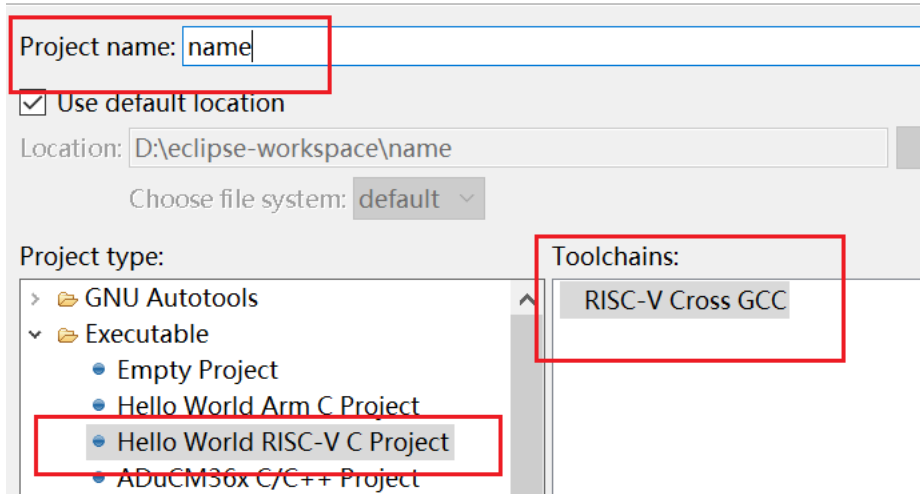 Project name: name
Use default location
Location: D:\eclipse-workspace\name
Choose file system: default
Project type:
Toolchains:
GNU Autotools
RISC-V Cross GCC
Executable
Empty Project
Hello World Arm C Project
Hello World RISC-V C Project
ADuCM36x C/C++ Project